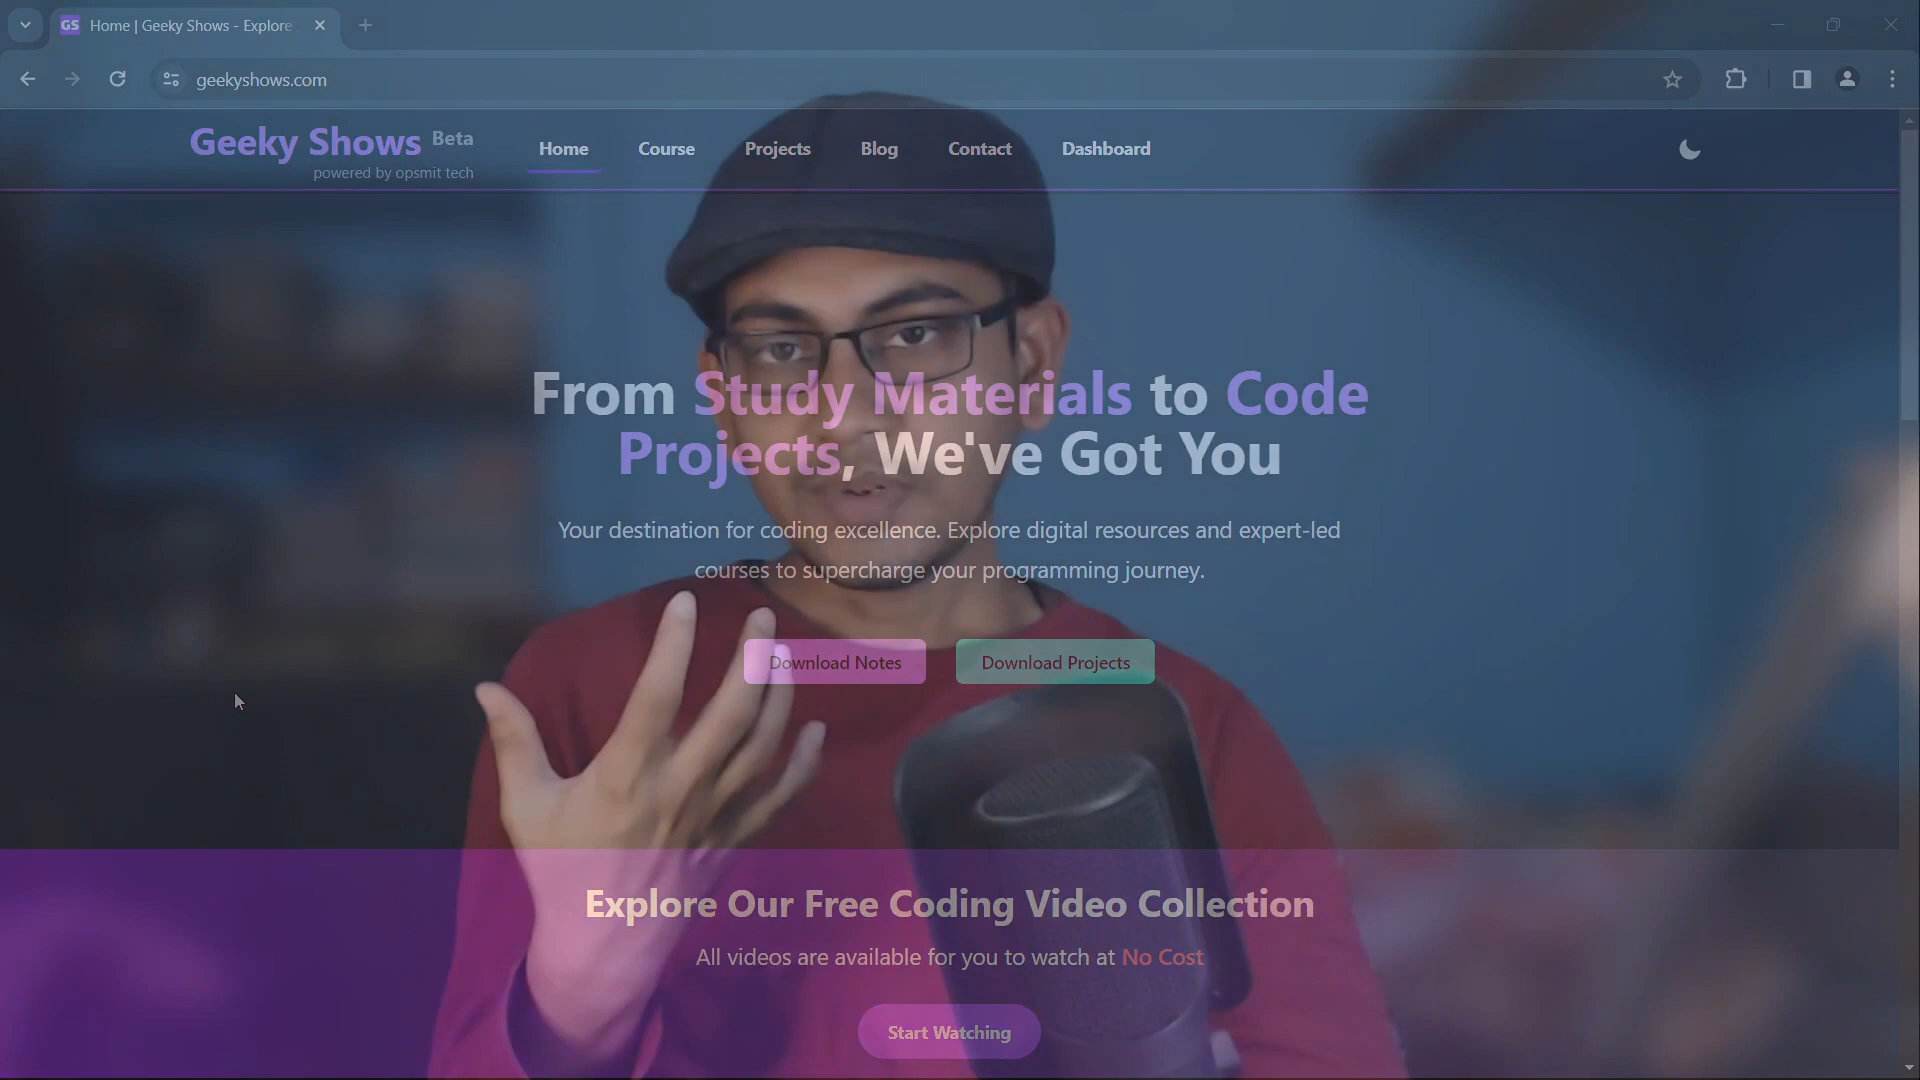 GS Home | Geeky Shows - Explore
geekyshows.com
Geeky Shows Beta
powered by opsmit tech
Home Course Projects Blog Contact Dashboard
From Study Materials to Code
Projects, We've Got You
Your destination for coding excellence. Explore digital resources and expert-led
courses to supercharge your programming journey.
Download Notes Download Projects
Explore Our Free Coding Video Collection
All videos are available for you to watch at No Cost
Start Watching